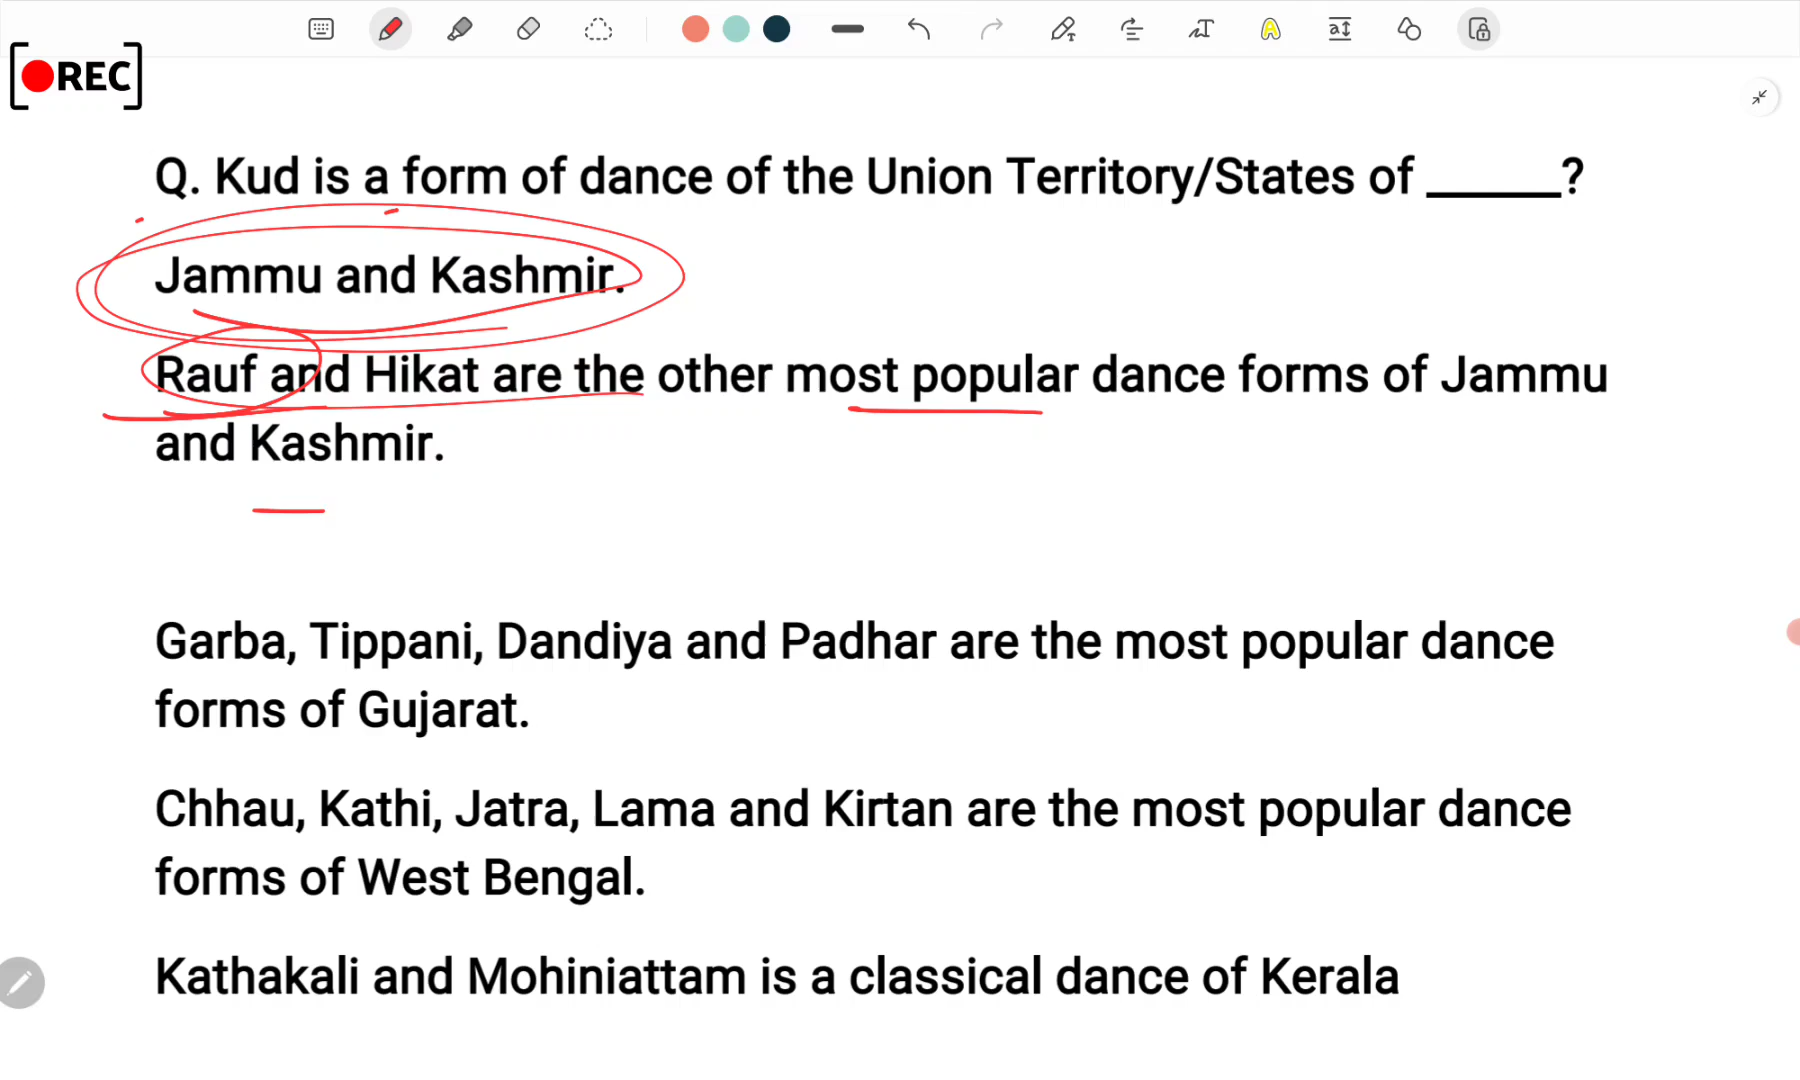 REC
Q. Kud is a form of dance of the Union Territory/States of ______?
Jammu and Kashmir.
Rauf and Hikat are the other most popular dance forms of Jammu
and Kashmir.
Garba, Tippani, Dandiya and Padhar are the most popular dance
forms of Gujarat.
Chhau, Kathi, Jatra, Lama and Kirtan are the most popular dance
forms of West Bengal.
Kathakali and Mohiniattam is a classical dance of Kerala